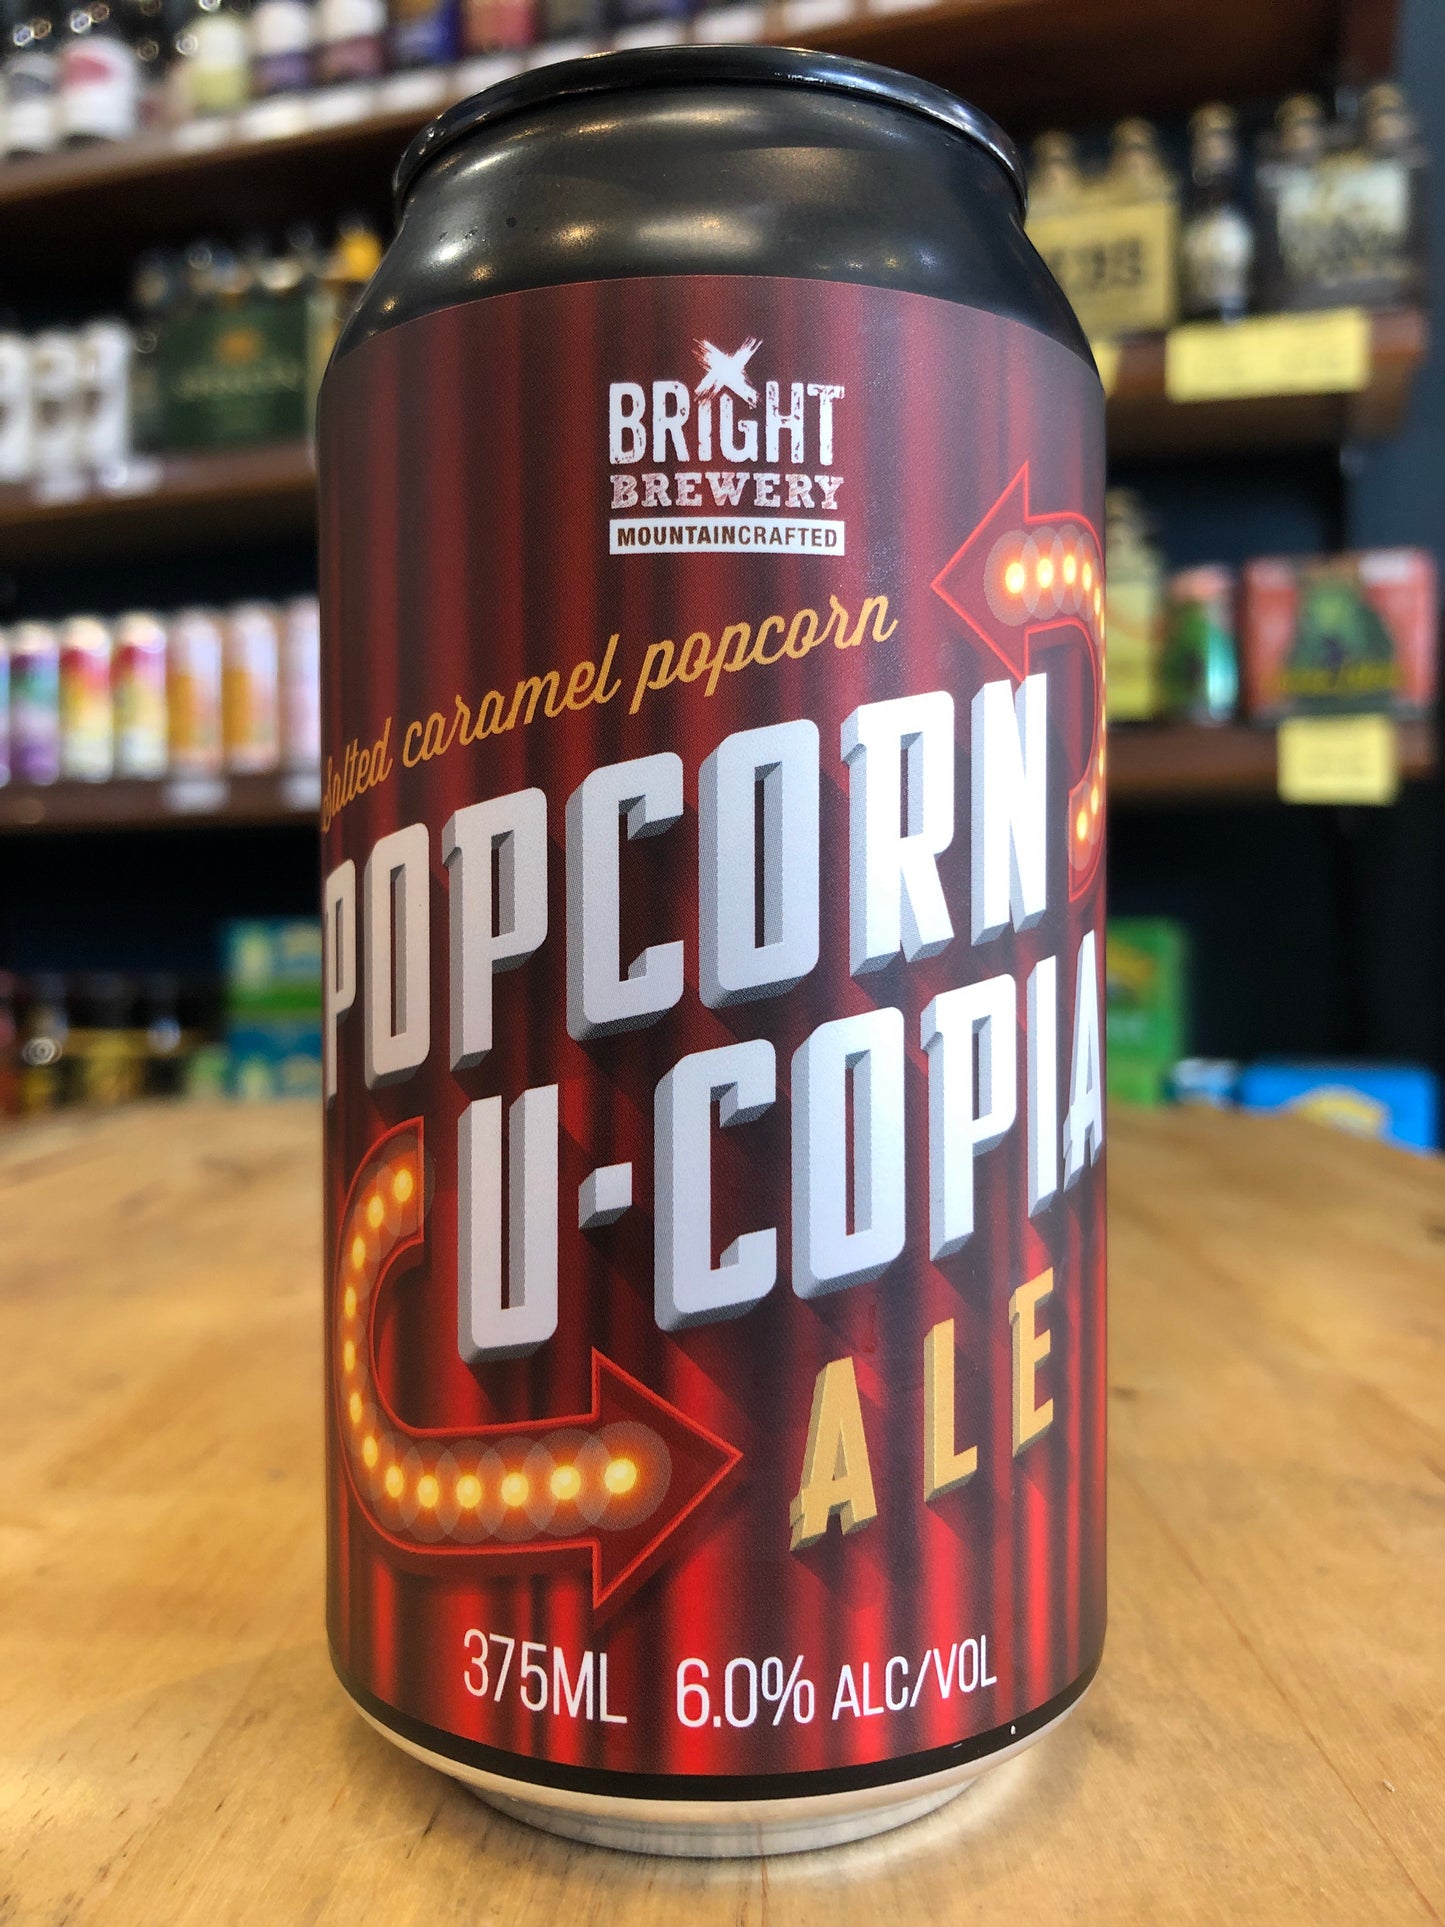 BRIGHT
BREWERY
MOUNTAINCRAFTED
Salted caramel popcorn
POPCORN
U-COPIA
ALE
375ML 6.0% ALC/VOL